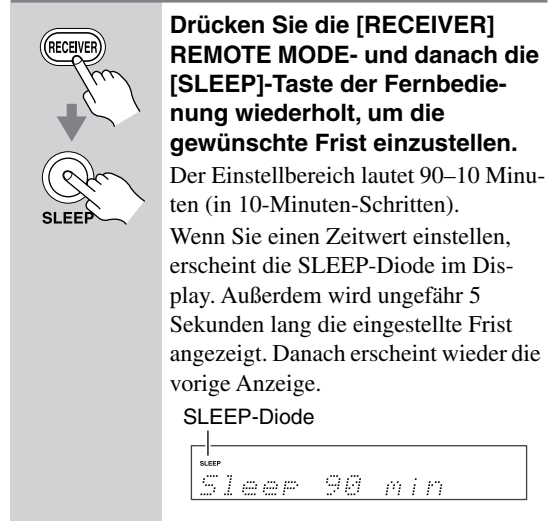 RECEIVER
SLEEP
Drücken Sie die [RECEIVER]
REMOTE MODE- und danach die
[SLEEP]-Taste der Fernbedie-
nung wiederholt, um die
gewünschte Frist einzustellen.
Der Einstellbereich lautet 90–10 Minu-
ten (in 10-Minuten-Schritten).
Wenn Sie einen Zeitwert einstellen,
erscheint die SLEEP-Diode im Dis-
play. Außerdem wird ungefähr 5
Sekunden lang die eingestellte Frist
angezeigt. Danach erscheint wieder die
vorige Anzeige.
SLEEP-Diode
SLEEP
Sleep 90 min